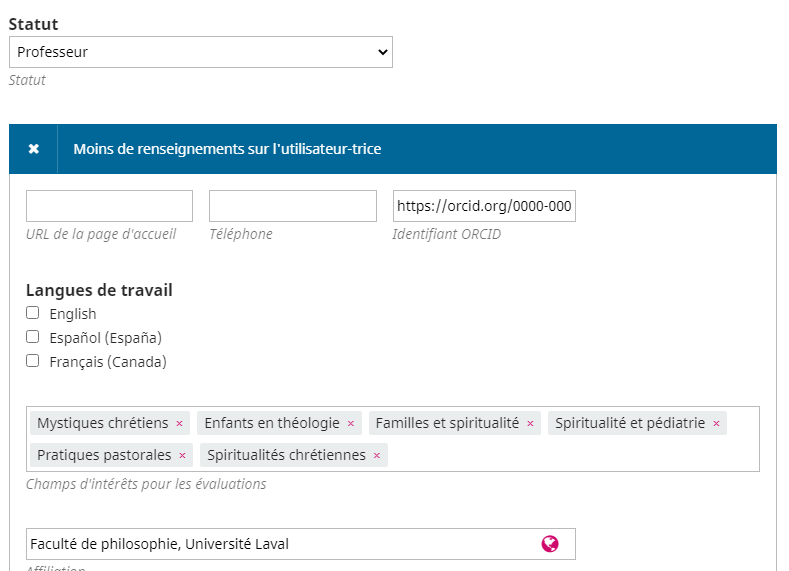 Statut
Professeur
Statut
Moins de renseignements sur l'utilisateur-trice
https://orcid.org/0000-000
URL de la page d'accueil Téléphone Identifiant ORCID
Langues de travail
English
Español (España)
Français (Canada)
Mystiques chrétiens × Enfants en théologie × Familles et spiritualité × Spiritualité et pédiatrie ×
Pratiques pastorales × Spiritualités chrétiennes ×
Champs d'intérêts pour les évaluations
Faculté de philosophie, Université Laval
Affiliation